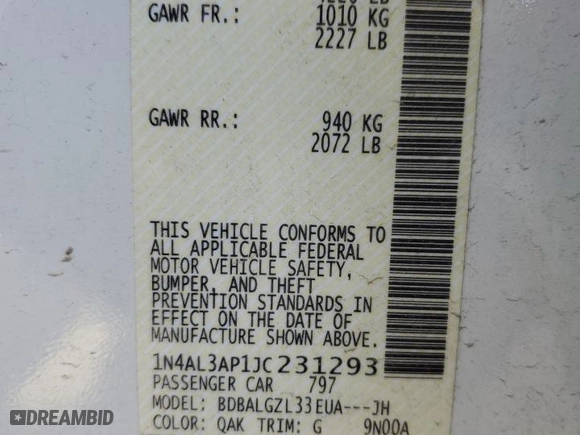 GAWR FR.: 1010 KG
2227 LB
GAWR RR.: 940 KG
2072 LB
THIS VEHICLE CONFORMS TO
ALL APPLICABLE FEDERAL
MOTOR VEHICLE SAFETY,
BUMPER, AND THEFT
PREVENTION STANDARDS IN
EFFECT ON THE DATE OF
MANUFACTURE SHOWN ABOVE.
1N4AL3AP1JC231293
PASSENGER CAR 797
MODEL: BDBALGZL33EUA---JH
COLOR: QAK TRIM: G 9N00A
DREAMBID